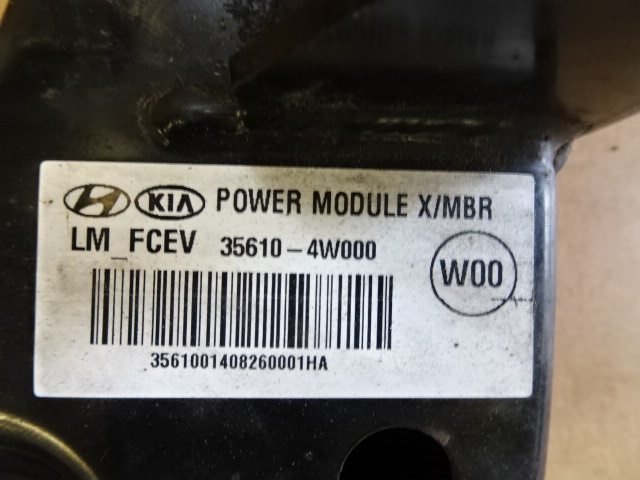 KIA POWER MODULE X/MBR
LM_FCEV 35610-4W000
W00
3561001408260001HA